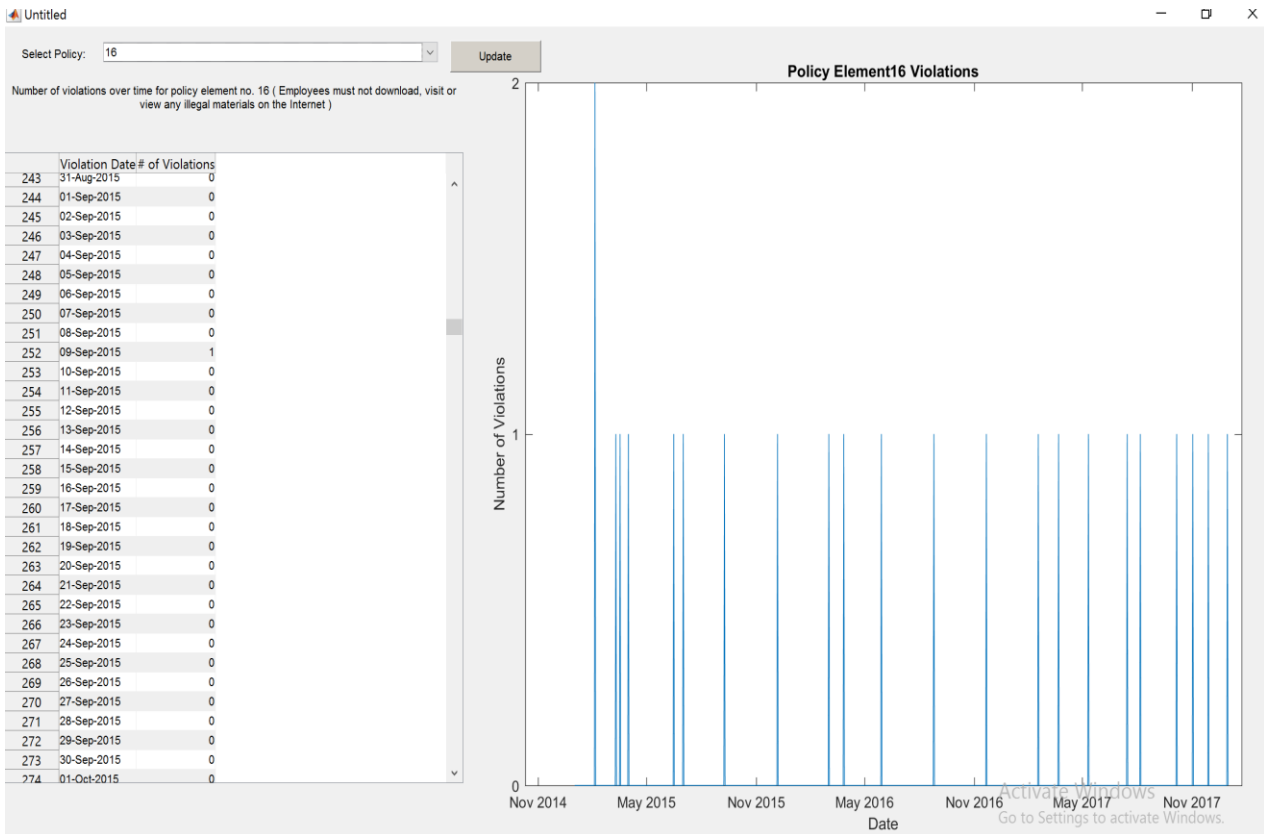 Untitled
Select Policy: 16 Update
Number of violations over time for policy element no. 16 ( Employees must not download, visit or
view any illegal materials on the Internet )
Violation Date # of Violations
243 31-Aug-2015 0
244 01-Sep-2015 0
245 02-Sep-2015 0
246 03-Sep-2015 0
247 04-Sep-2015 0
248 05-Sep-2015 0
249 06-Sep-2015 0
250 07-Sep-2015 0
251 08-Sep-2015 0
252 09-Sep-2015 1
253 10-Sep-2015 0
254 11-Sep-2015 0
255 12-Sep-2015 0
256 13-Sep-2015 0
257 14-Sep-2015 0
258 15-Sep-2015 0
259 16-Sep-2015 0
260 17-Sep-2015 0
261 18-Sep-2015 0
262 19-Sep-2015 0
263 20-Sep-2015 0
264 21-Sep-2015 0
265 22-Sep-2015 0
266 23-Sep-2015 0
267 24-Sep-2015 0
268 25-Sep-2015 0
269 26-Sep-2015 0
270 27-Sep-2015 0
271 28-Sep-2015 0
272 29-Sep-2015 0
273 30-Sep-2015 0
274 01-Oct-2015 0
Policy Element16 Violations
2
1
0
Number of Violations
Nov 2014 May 2015 Nov 2015 May 2016 Nov 2016 May 2017 Nov 2017
Date
Activate Windows
Go to Settings to activate Windows.